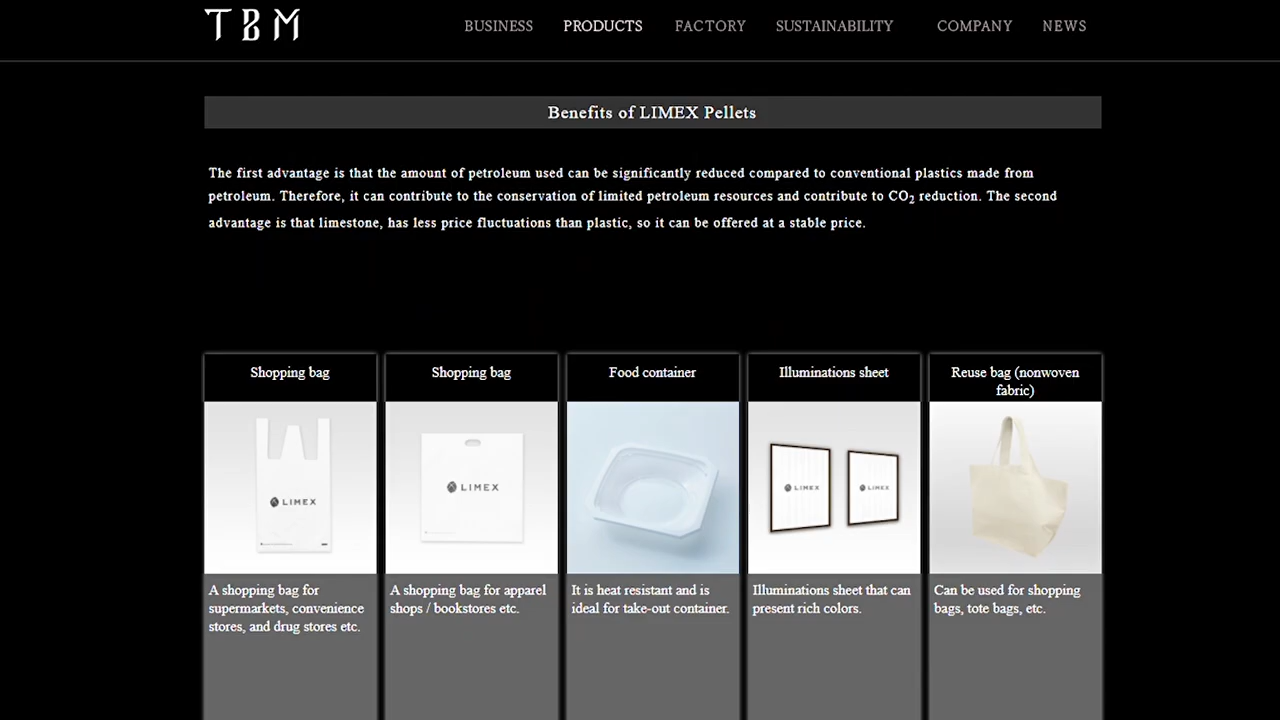 TBM
BUSINESS PRODUCTS FACTORY SUSTAINABILITY COMPANY NEWS
Benefits of LIMEX Pellets
The first advantage is that the amount of petroleum used can be significantly reduced compared to conventional plastics made from
petroleum. Therefore, it can contribute to the conservation of limited petroleum resources and contribute to CO₂ reduction. The second
advantage is that limestone, has less price fluctuations than plastic, so it can be offered at a stable price.
Shopping bag
LIMEX
A shopping bag for
supermarkets, convenience
stores, and drug stores etc.
Shopping bag
LIMEX
A shopping bag for apparel
shops / bookstores etc.
Food container
It is heat resistant and is
ideal for take-out container.
Illuminations sheet
LIMEX LIMEX
Illuminations sheet that can
present rich colors.
Reuse bag (nonwoven
fabric)
Can be used for shopping
bags, tote bags, etc.